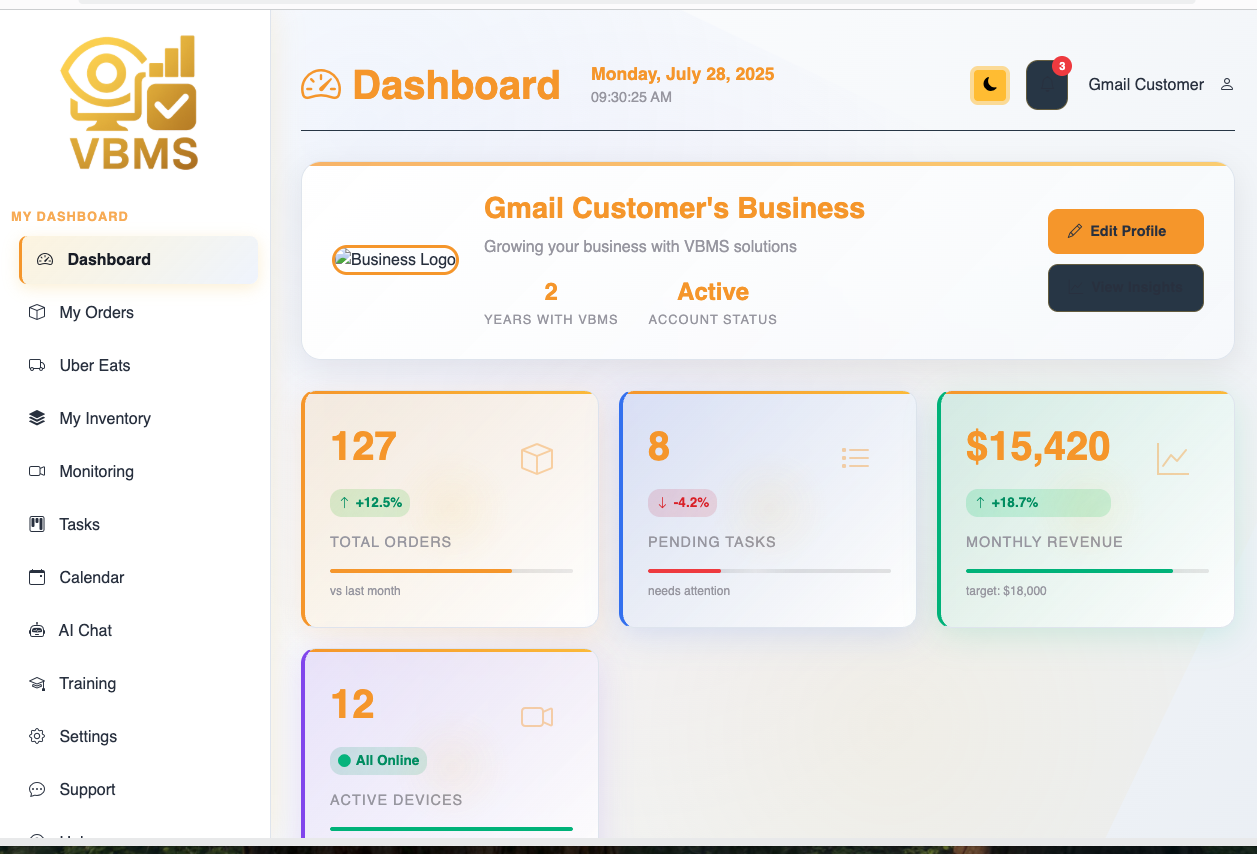 VBMS
MY DASHBOARD
Dashboard
My Orders
Uber Eats
My Inventory
Monitoring
Tasks
Calendar
AI Chat
Training
Settings
Support
Dashboard
Monday, July 28, 2025
09:30:25 AM
3
Gmail Customer
Business Logo
Gmail Customer's Business
Growing your business with VBMS solutions
2
YEARS WITH VBMS
Active
ACCOUNT STATUS
Edit Profile
View Insights
127
+12.5%
TOTAL ORDERS
vs last month
8
-4.2%
PENDING TASKS
needs attention
$15,420
+18.7%
MONTHLY REVENUE
target: $18,000
12
All Online
ACTIVE DEVICES